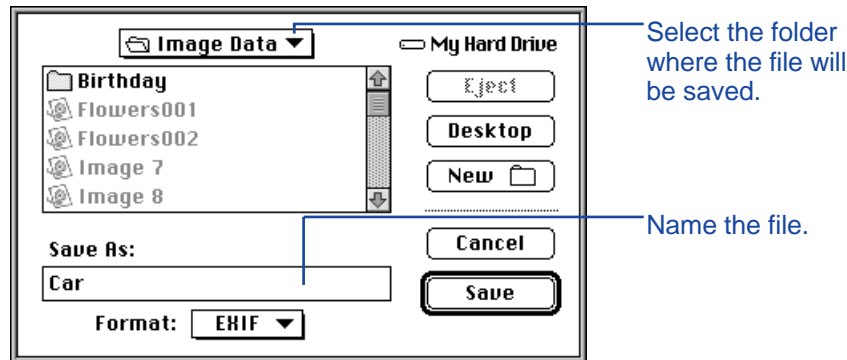 Image Data
My Hard Drive
Birthday
Flowers001
Flowers002
Image 7
Image 8
Eject
Desktop
New
Save As:
Car
Format: EXIF
Cancel
Save
Select the folder
where the file will
be saved.
Name the file.